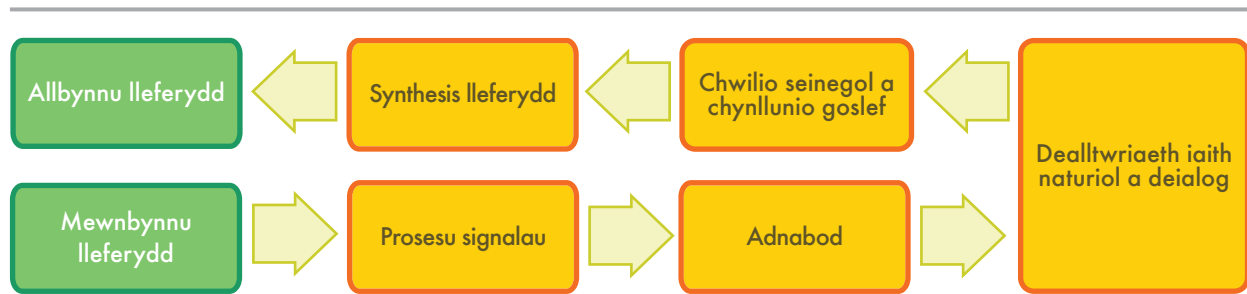 Allbynnu lleferydd
Synthesis lleferydd
Chwilio seinegol a
chynllunio goslef
Dealltwriaeth iaith
naturiol a deialog
Mewnbynnu
lleferydd
Prosesu signalau
Adnabod